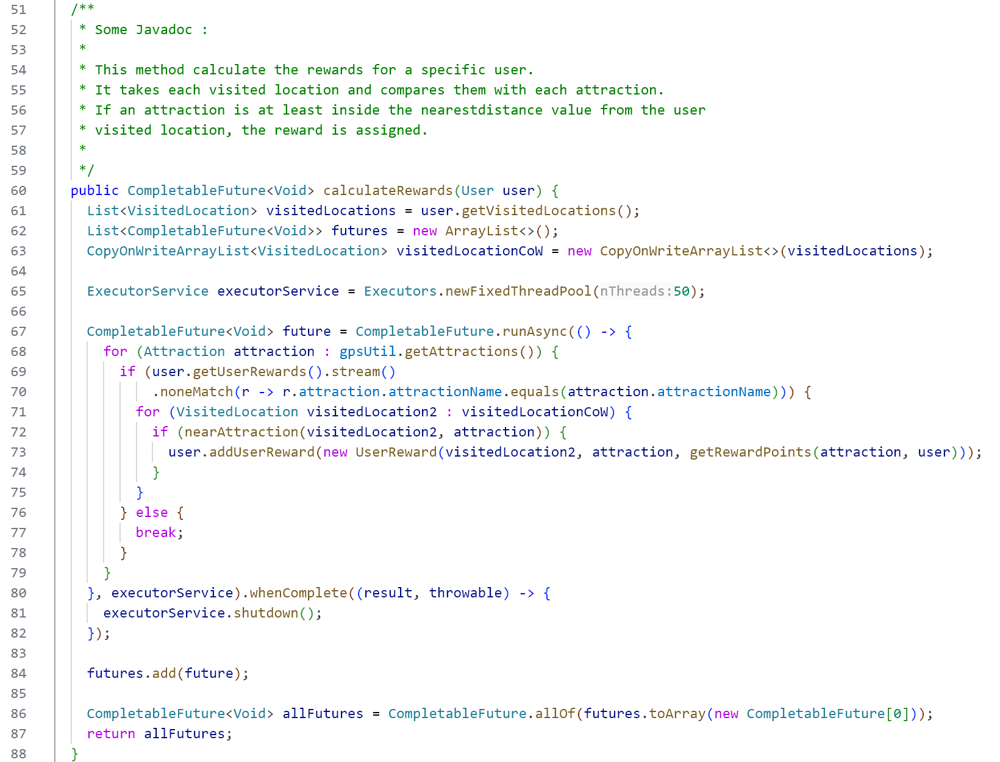 51 /**
52 * Some Javadoc :
53 *
54 * This method calculate the rewards for a specific user.
55 * It takes each visited location and compares them with each attraction.
56 * If an attraction is at least inside the nearestdistance value from the user
57 * visited location, the reward is assigned.
58 *
59 */
60 public CompletableFuture<Void> calculateRewards(User user) {
61 List<VisitedLocation> visitedLocations = user.getVisitedLocations();
62 List<CompletableFuture<Void>> futures = new ArrayList<>();
63 CopyOnWriteArrayList<VisitedLocation> visitedLocationCoW = new CopyOnWriteArrayList<>(visitedLocations);
64
65 ExecutorService executorService = Executors.newFixedThreadPool(nThreads:50);
66
67 CompletableFuture<Void> future = CompletableFuture.runAsync(() -> {
68 for (Attraction attraction : gpsUtil.getAttractions()) {
69 if (user.getUserRewards().stream()
70 .noneMatch(r -> r.attraction.attractionName.equals(attraction.attractionName))) {
71 for (VisitedLocation visitedLocation2 : visitedLocationCoW) {
72 if (nearAttraction(visitedLocation2, attraction)) {
73 user.addUserReward(new UserReward(visitedLocation2, attraction, getRewardPoints(attraction, user)));
74 }
75 }
76 } else {
77 break;
78 }
79 }
80 }, executorService).whenComplete((result, throwable) -> {
81 executorService.shutdown();
82 });
83
84 futures.add(future);
85
86 CompletableFuture<Void> allFutures = CompletableFuture.allOf(futures.toArray(new CompletableFuture[0]));
87 return allFutures;
88 }